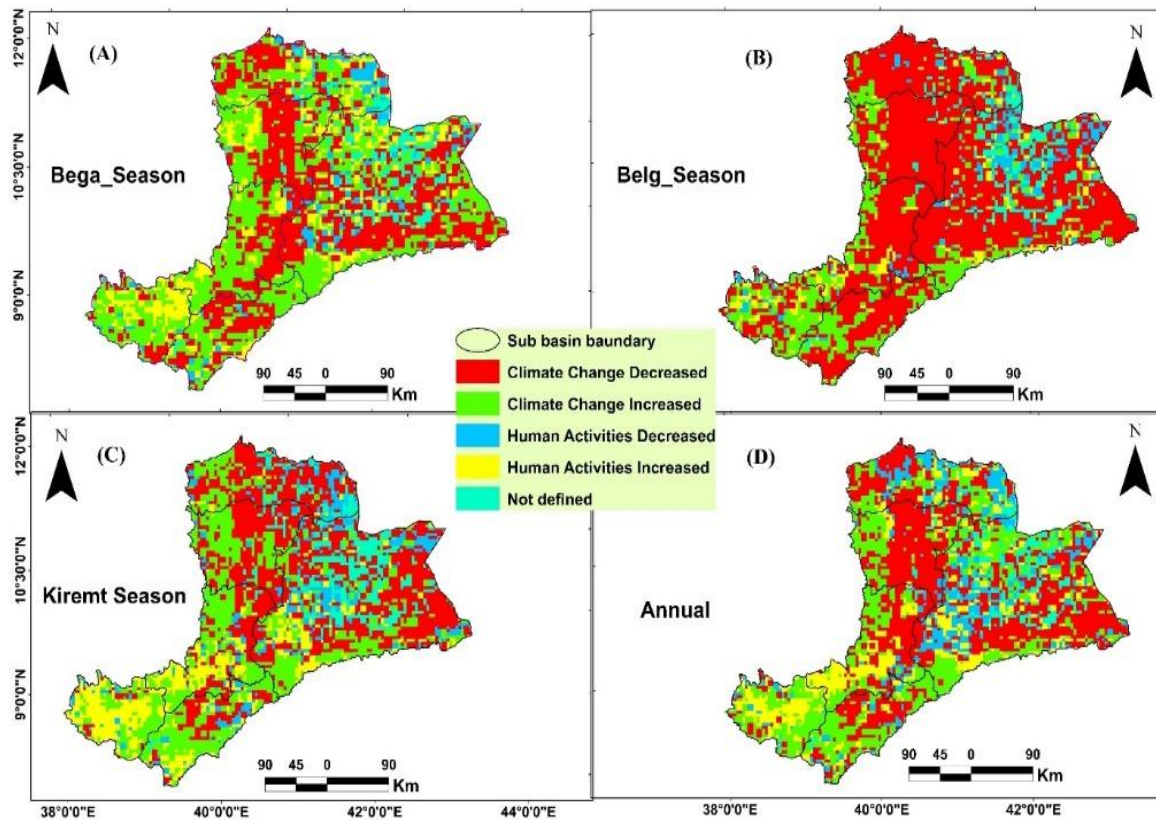 N
(A)
Bega_Season
12°0'0"N
10°30'0"N
9°0'0"N
90 45 0 90
Km
N
(B)
Belg_Season
90 45 0 90
Km
Sub basin boundary
Climate Change Decreased
Climate Change Increased
Human Activities Decreased
Human Activities Increased
Not defined
N
(C)
Kiremt Season
12°0'0"N
10°30'0"N
9°0'0"N
90 45 0 90
Km
38°0'0"E 40°0'0"E 42°0'0"E 44°0'0"E
N
(D)
Annual
90 45 0 90
Km
38°0'0"E 40°0'0"E 42°0'0"E